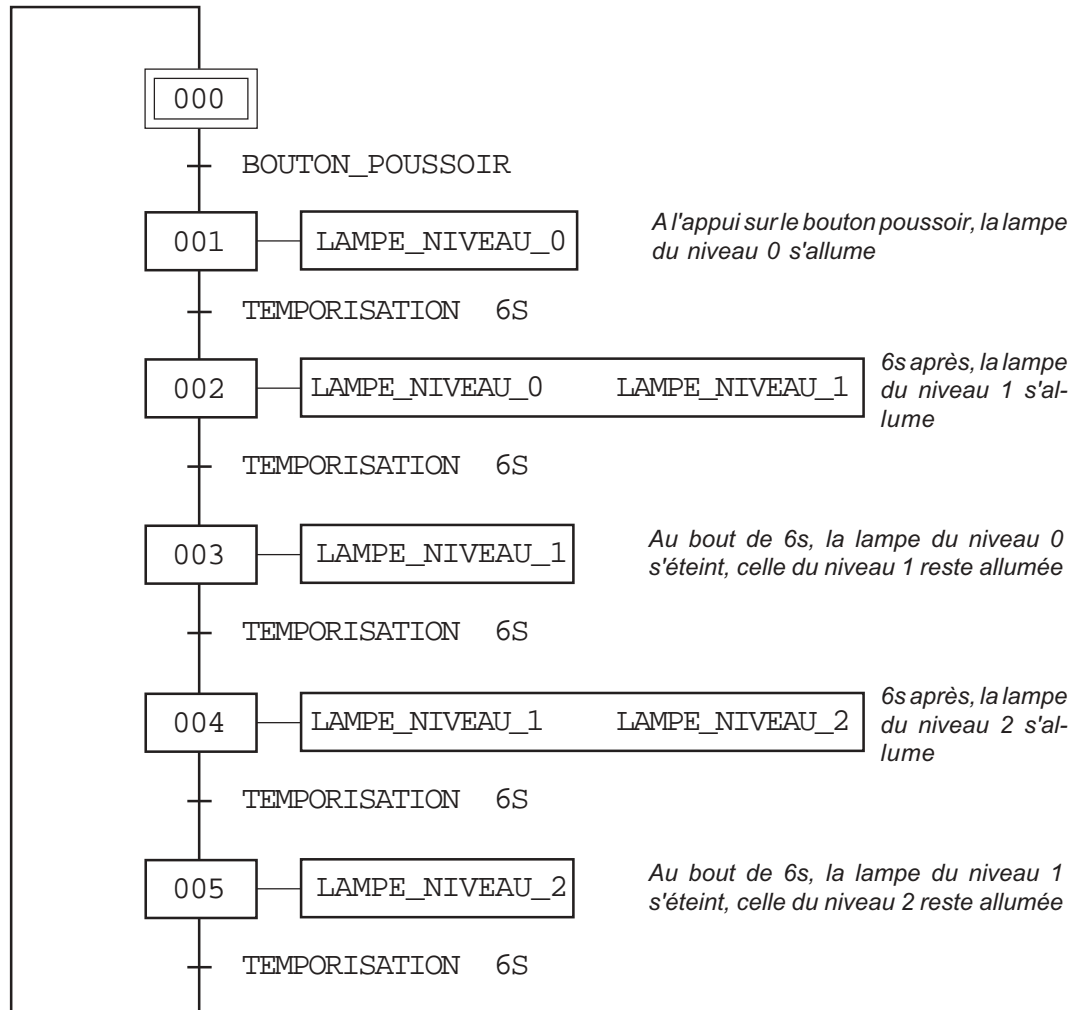 000
BOUTON_POUSSOIR
001
LAMPE_NIVEAU_0
A l'appui sur le bouton poussoir, la lampe
du niveau 0 s'allume
TEMPORISATION 6S
002
LAMPE_NIVEAU_0 LAMPE_NIVEAU_1
6s après, la lampe
du niveau 1 s'al-
lume
TEMPORISATION 6S
003
LAMPE_NIVEAU_1
Au bout de 6s, la lampe du niveau 0
s'éteint, celle du niveau 1 reste allumée
TEMPORISATION 6S
004
LAMPE_NIVEAU_1 LAMPE_NIVEAU_2
6s après, la lampe
du niveau 2 s'al-
lume
TEMPORISATION 6S
005
LAMPE_NIVEAU_2
Au bout de 6s, la lampe du niveau 1
s'éteint, celle du niveau 2 reste allumée
TEMPORISATION 6S